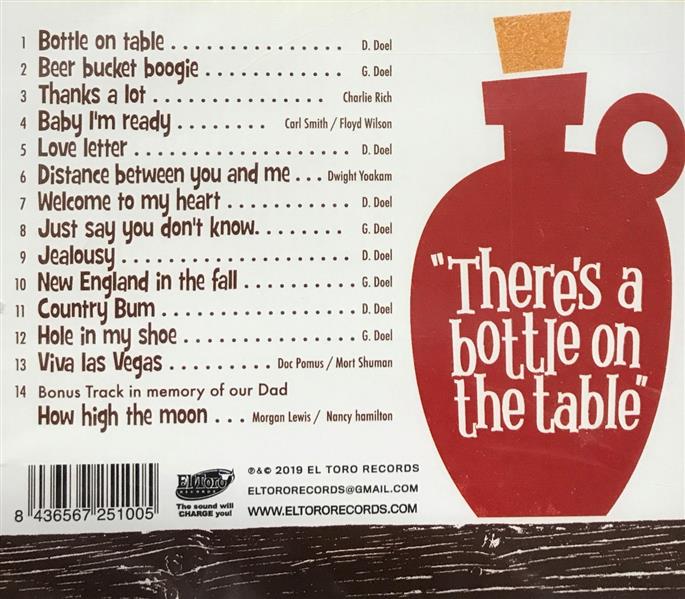 1 Bottle on table . . . . . . . . . . . . . . . D. Doel
2 Beer bucket boogie . . . . . . . . . . . . G. Doel
3 Thanks a lot . . . . . . . . . . . . . . . . Charlie Rich
4 Baby I'm ready . . . . . . . . Carl Smith / Floyd Wilson
5 Love letter . . . . . . . . . . . . . . . . . . . D. Doel
6 Distance between you and me . . . Dwight Yoakam
7 Welcome to my heart . . . . . . . . . . D. Doel
8 Just say you don't know. . . . . . . . . G. Doel
9 Jealousy . . . . . . . . . . . . . . . . . . . . D. Doel
10 New England in the fall . . . . . . . . . G. Doel
11 Country Bum . . . . . . . . . . . . . . . . D. Doel
12 Hole in my shoe . . . . . . . . . . . . . . G. Doel
13 Viva las Vegas . . . . . . . . . . Doc Pomus / Mort Shuman
14 Bonus Track in memory of our Dad
How high the moon . . . Morgan Lewis / Nancy hamilton
"There's a
bottle on
the table"
8 436567 251005
El Toro
RECORDS
The sound will
CHARGE you!
℗&© 2019 EL TORO RECORDS
ELTORORECORDS@GMAIL.COM
WWW.ELTORORECORDS.COM